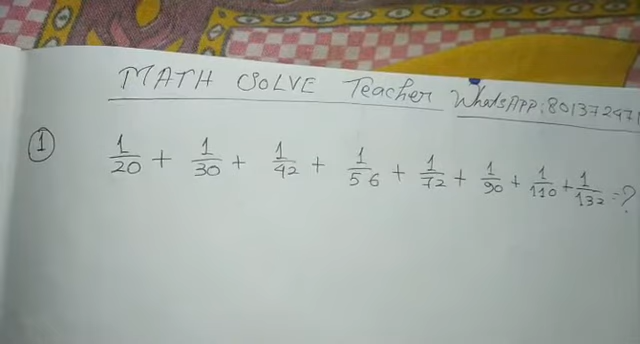 MATH SOLVE Teacher WhatsAPP: 801372471
① 1/20 + 1/30 + 1/42 + 1/56 + 1/72 + 1/90 + 1/110 + 1/132 = ?